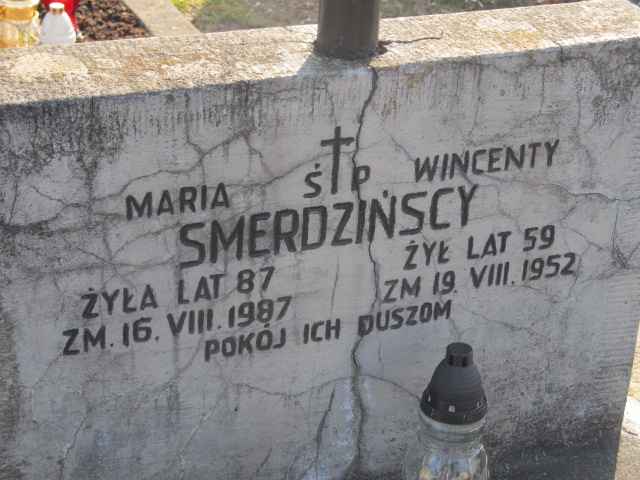 Ś P
MARIA WINCENTY
SMERDZIŃSCY
ŻYŁA LAT 87 ŻYŁ LAT 59
ZM. 16. VIII. 1987 ZM 19. VIII. 1952
POKÓJ ICH DUSZOM